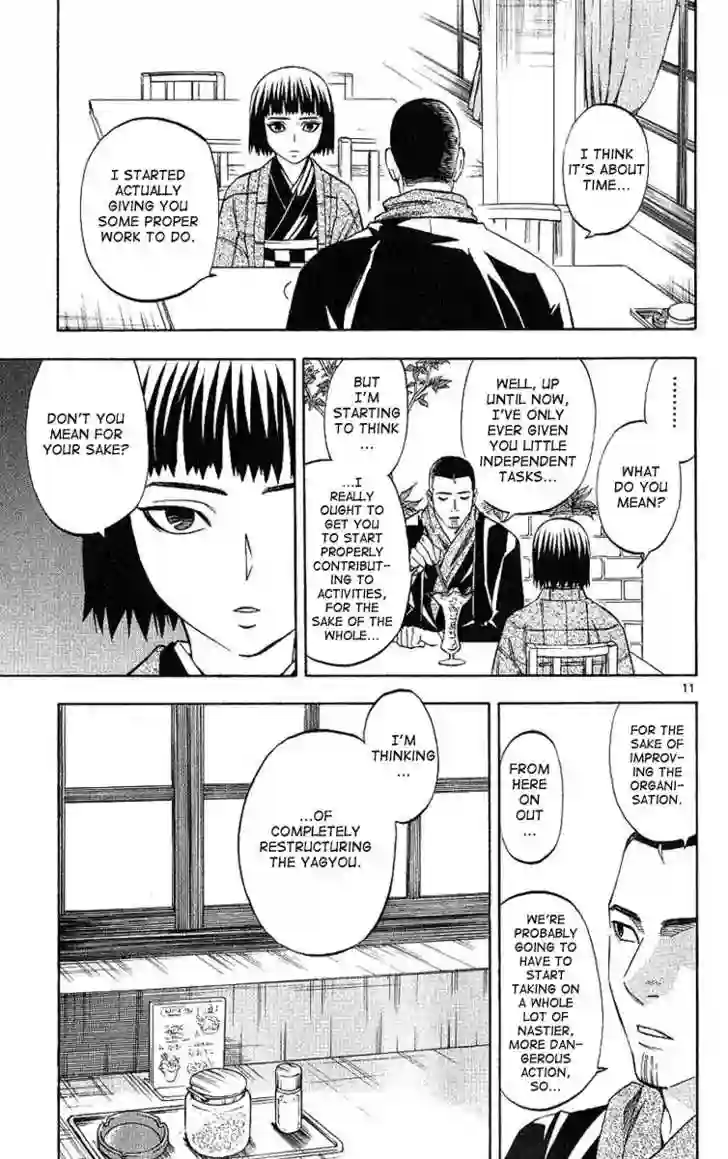 I THINK
IT'S ABOUT
TIME...
I STARTED
ACTUALLY
GIVING YOU
SOME PROPER
WORK TO DO.
.........
WHAT
DO YOU
MEAN?
WELL, UP
UNTIL NOW,
I'VE ONLY
EVER GIVEN
YOU LITTLE
INDEPENDENT
TASKS...
BUT
I'M
STARTING
TO THINK
...
...I
REALLY
OUGHT TO
GET YOU
TO START
PROPERLY
CONTRIBUT-
ING TO
ACTIVITIES,
FOR THE
SAKE OF THE
WHOLE...
DON'T YOU
MEAN FOR
YOUR SAKE?
11
FOR THE
SAKE OF
IMPROV-
ING THE
ORGANI-
SATION.
FROM
HERE
ON
OUT
...
WE'RE
PROBABLY
GOING TO
HAVE TO
START
TAKING ON
A WHOLE
LOT OF
NASTIER,
MORE DAN-
GEROUS
ACTION,
SO...
I'M
THINKING
...
...OF
COMPLETELY
RESTRUCTURING
THE YAGYOU.